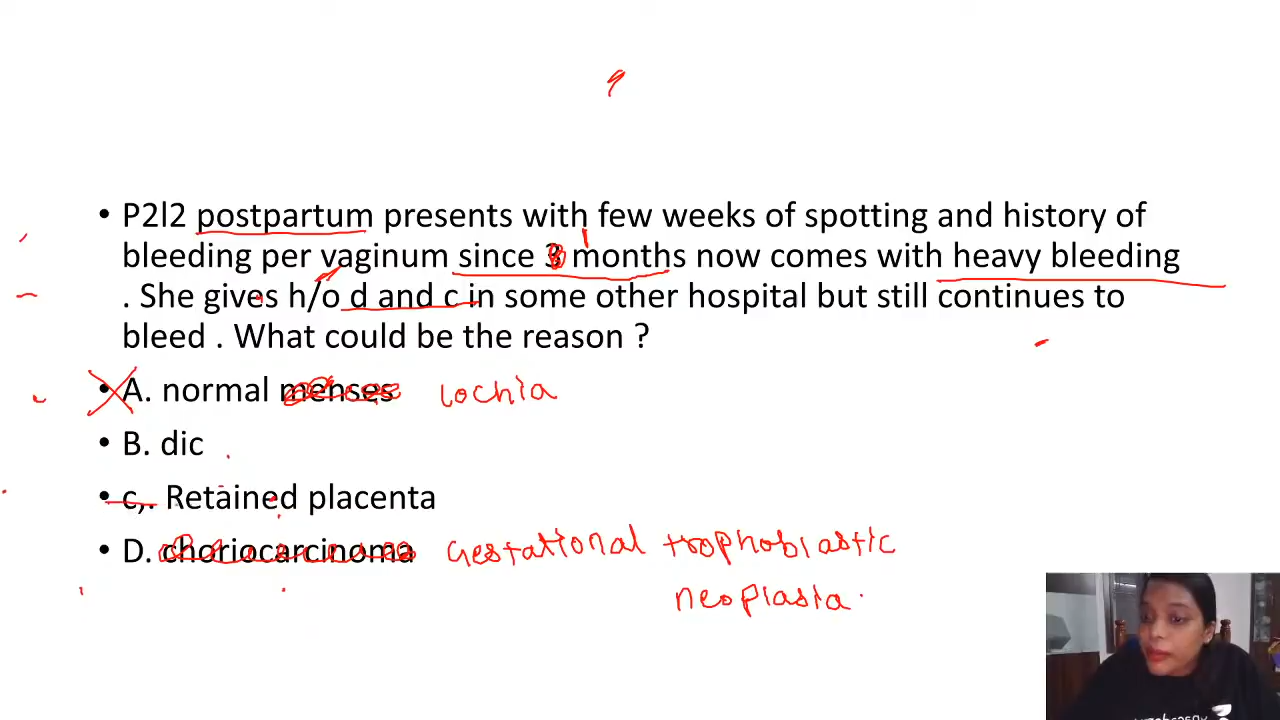 • P2l2 postpartum presents with few weeks of spotting and history of
bleeding per vaginum since 3 1 months now comes with heavy bleeding
. She gives h/o d and c in some other hospital but still continues to
bleed . What could be the reason ?
• A. normal menses lochia
• B. dic
• c,. Retained placenta
• D. choriocarcinoma Gestational trophoblastic
neoplasia.